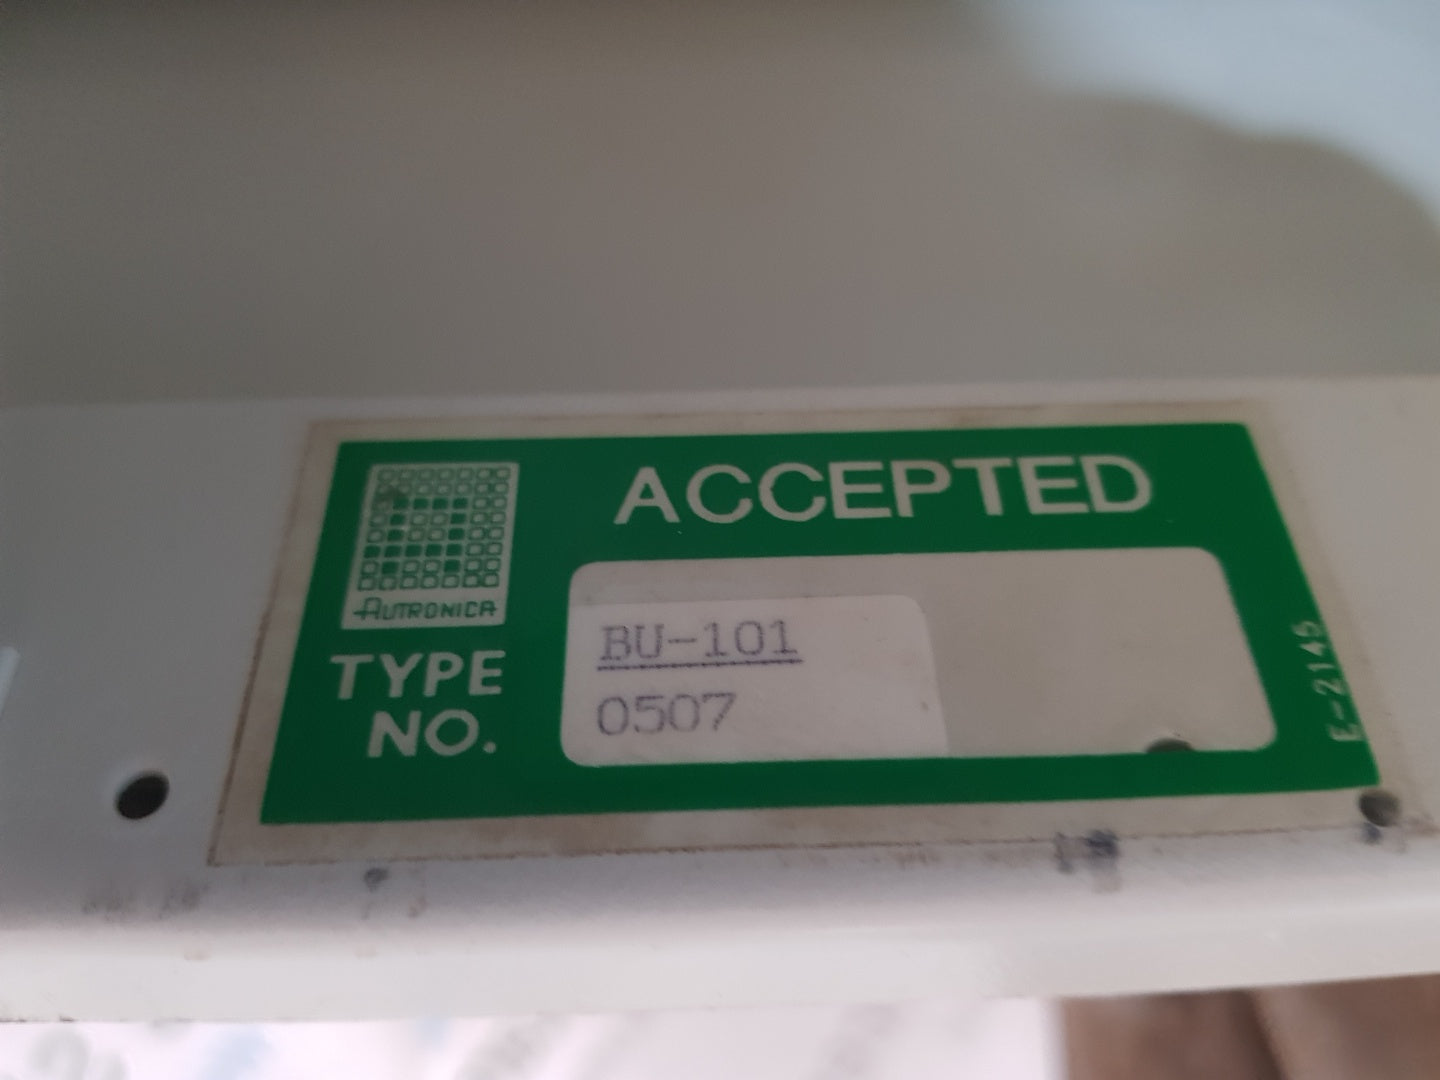 ACCEPTED
AUTRONICA
TYPE
NO.
BU-101
0507
E-2145